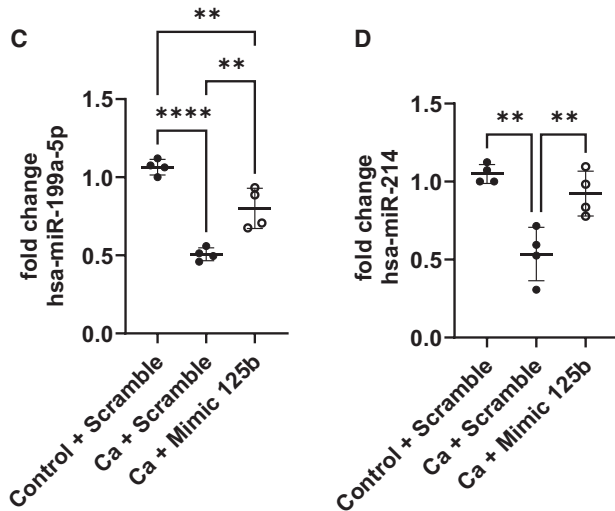 C
**
**
****
1.5
1.0
0.5
0.0
fold change
hsa-miR-199a-5p
Control + Scramble
Ca + Scramble
Ca + Mimic 125b
D
**
**
1.5
1.0
0.5
0.0
fold change
hsa-miR-214
Control + Scramble
Ca + Scramble
Ca + Mimic 125b